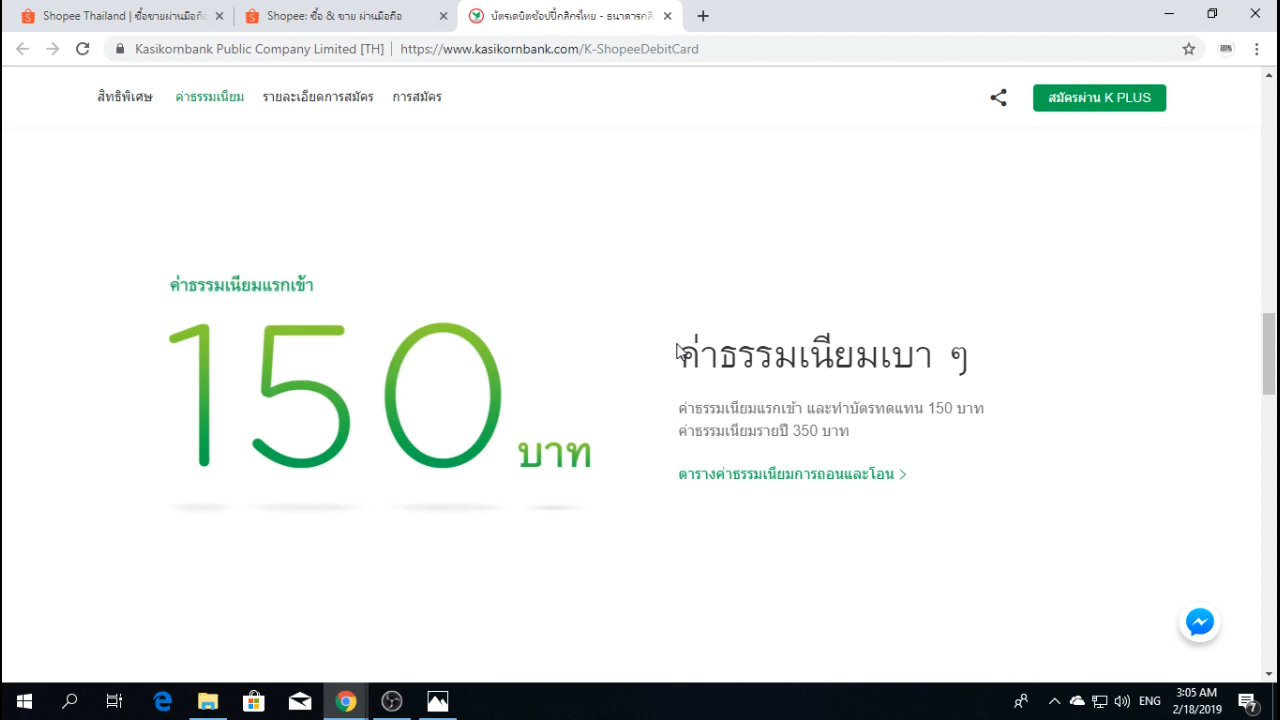 Shopee Thailand | ซื้อขายผ่านมือถื
Shopee: ซื้อ & ขาย ผ่านมือถือ
บัตรเดบิตช้อปปี้กสิกรไทย - ธนาคารกสิ
Kasikornbank Public Company Limited [TH] | https://www.kasikornbank.com/K-ShopeeDebitCard
สิทธิพิเศษ ค่าธรรมเนียม รายละเอียดการสมัคร การสมัคร สมัครผ่าน K PLUS
ค่าธรรมเนียมแรกเข้า
150 บาท
ค่าธรรมเนียมเบา ๆ
ค่าธรรมเนียมแรกเข้า และทำบัตรทดแทน 150 บาท
ค่าธรรมเนียมรายปี 350 บาท
ตารางค่าธรรมเนียมการถอนและโอน >
ENG
3:05 AM
2/18/2019
7